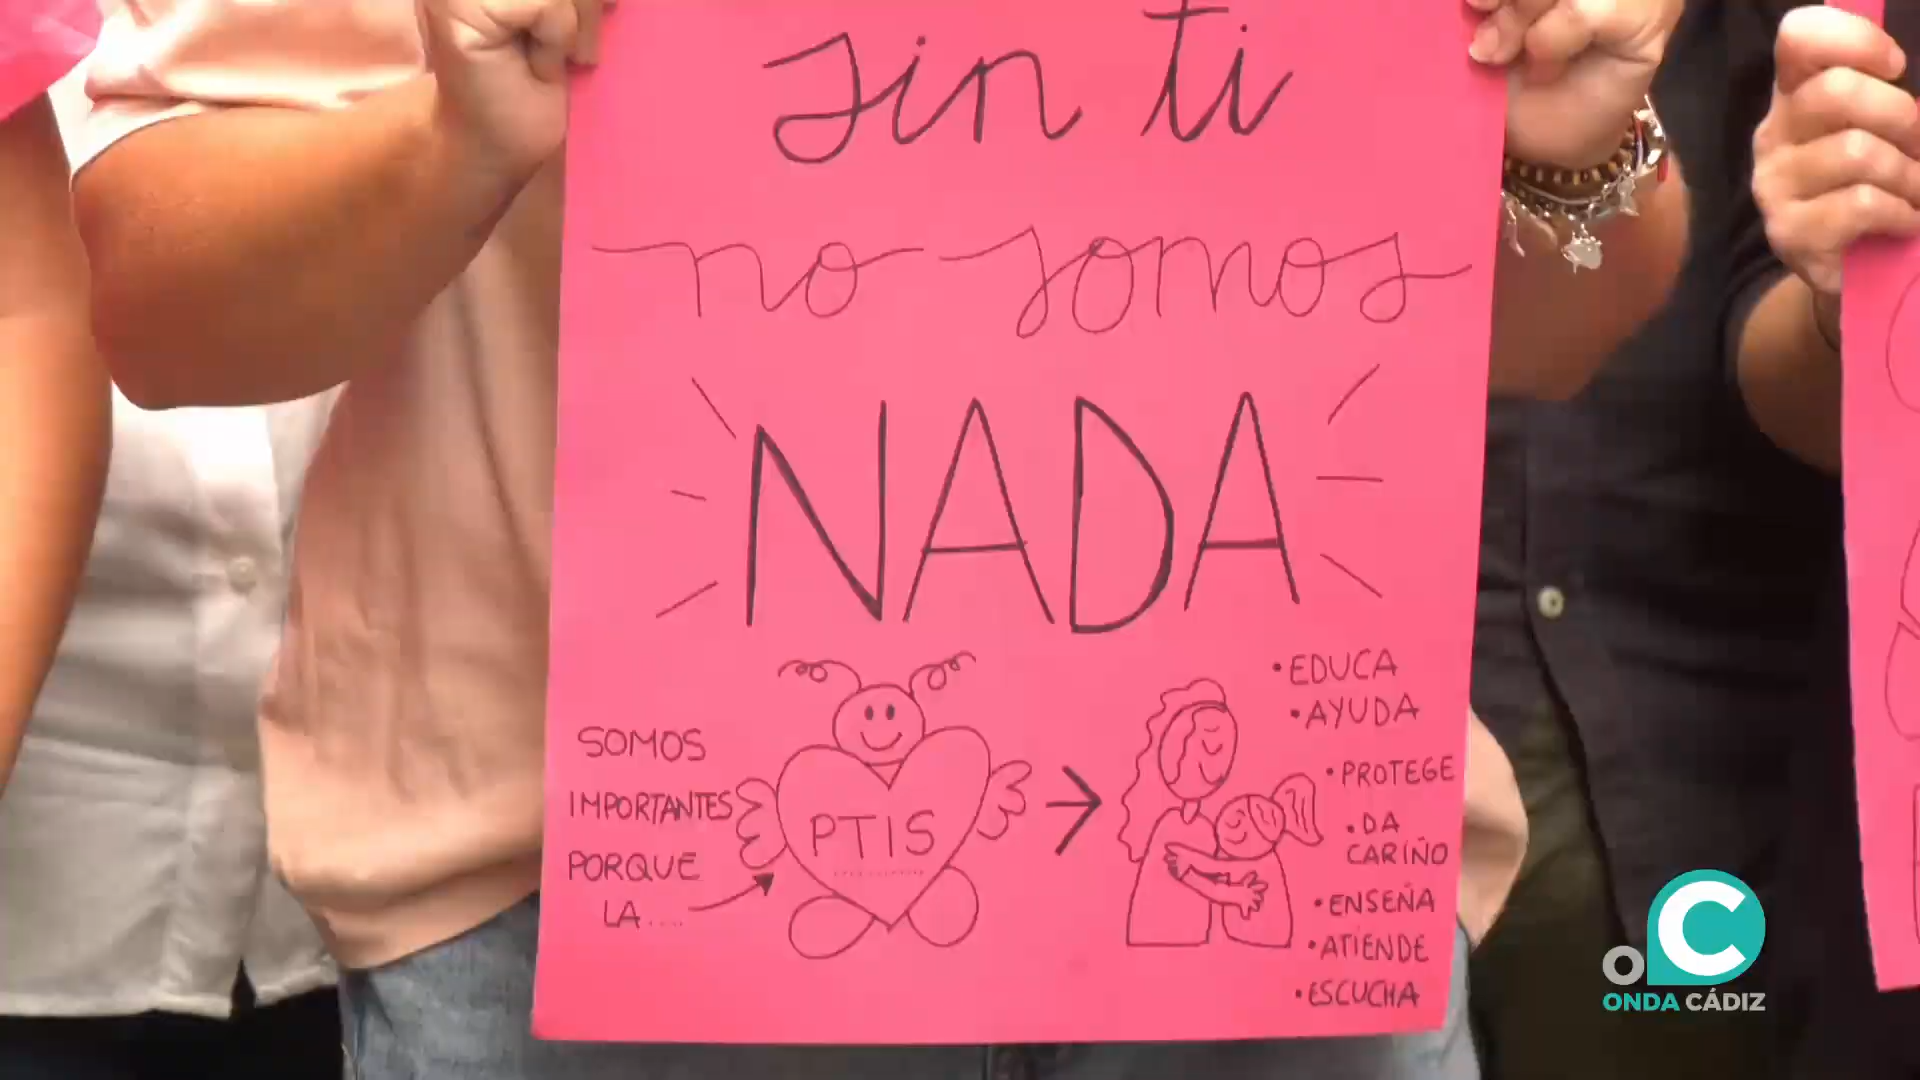 sin ti
no somos
NADA
SOMOS
IMPORTANTES
PORQUE
LA....
PTIS
• EDUCA
• AYUDA
• PROTEGE
• DA
CARIÑO
• ENSEÑA
• ATIENDE
• ESCUCHA
OC
ONDA CÁDIZ